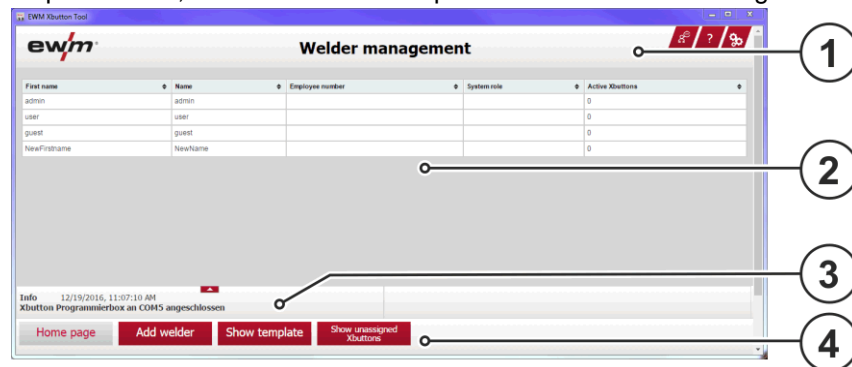 EWM Xbutton Tool
ewm
Welder management
?
1
First name Name Employee number System role Active Xbuttons
admin admin 0
user user 0
guest guest 0
NewFirstname NewName 0
2
3
Info 12/19/2016, 11:07:10 AM
Xbutton Programmierbox an COM5 angeschlossen
Home page Add welder Show template Show unassigned
Xbuttons
4